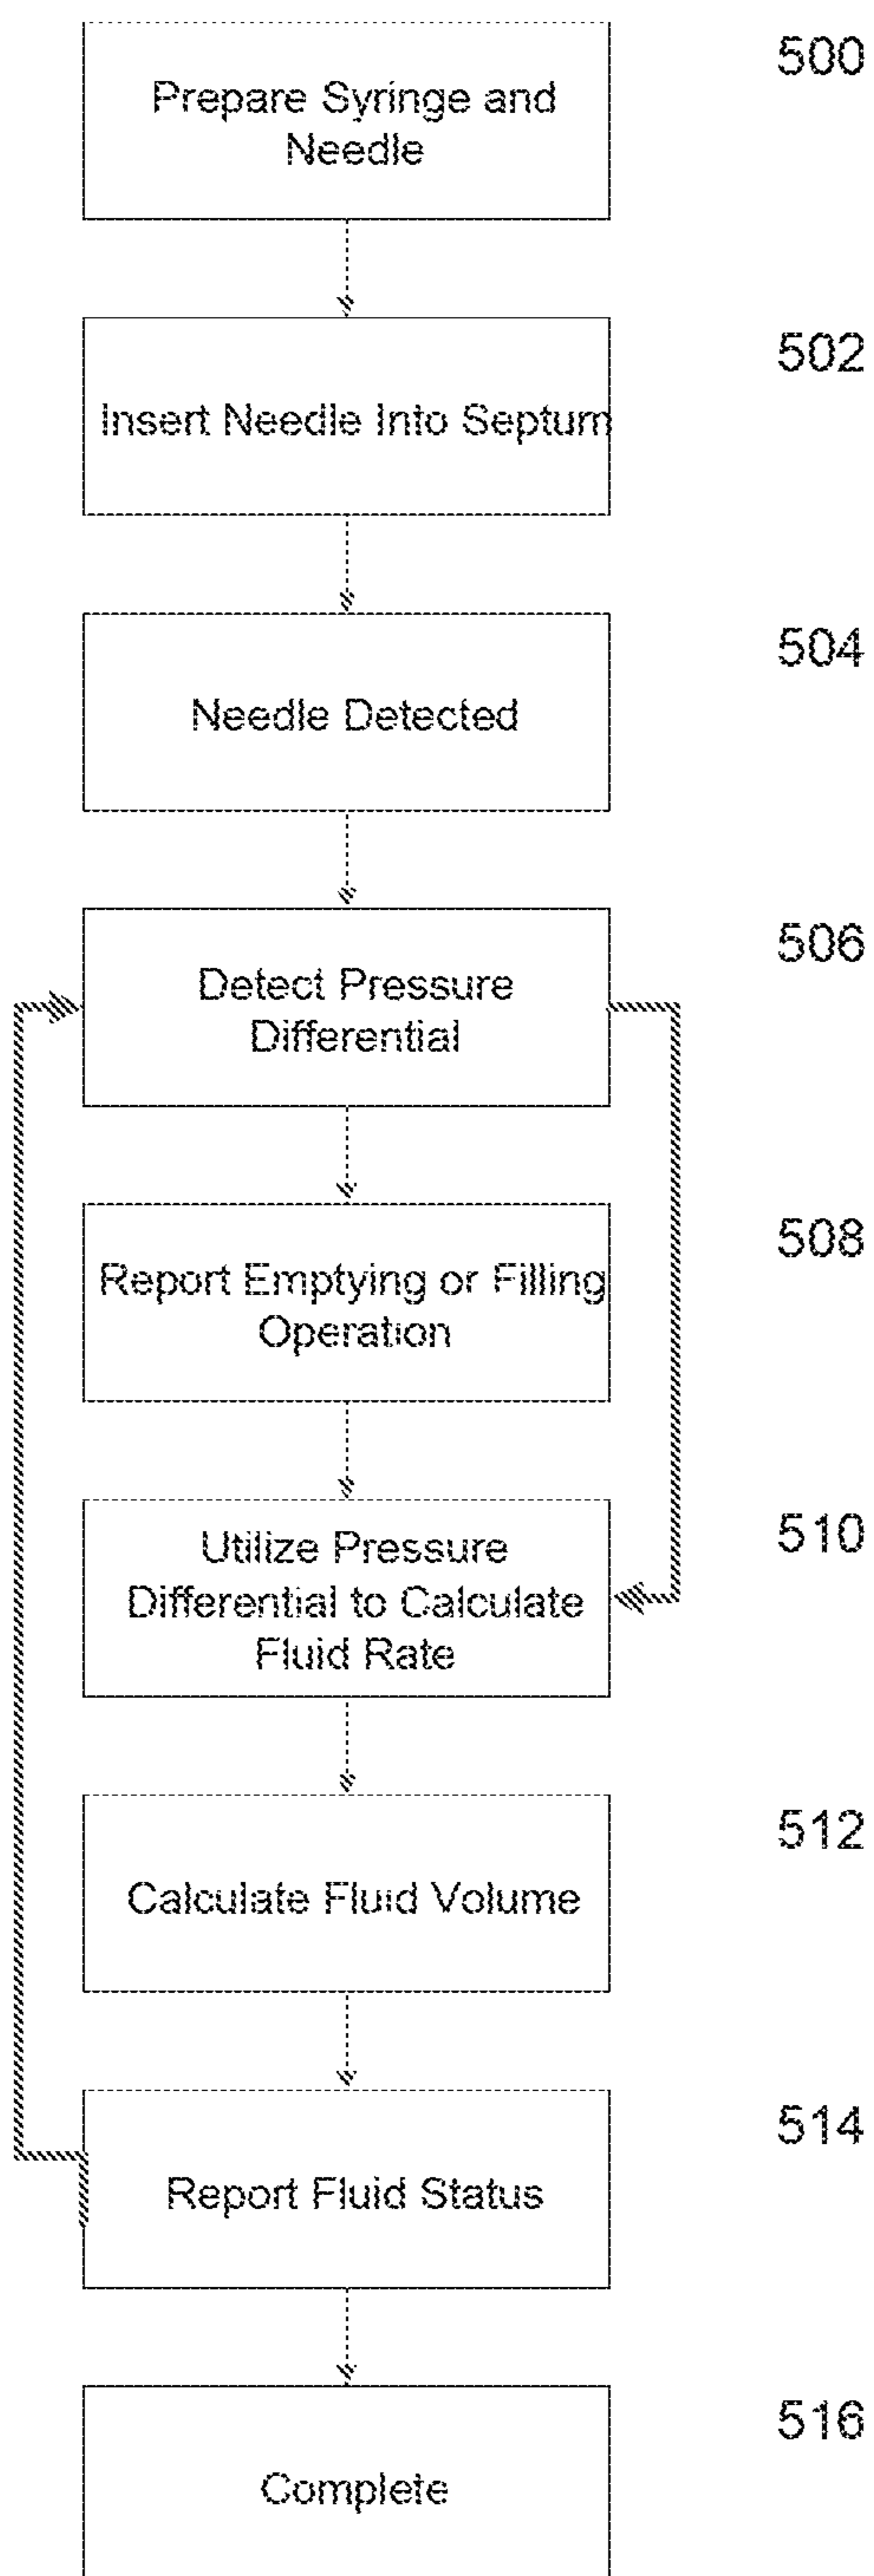 500
Prepare Syringe and
Needle
502
Insert Needle Into Septum
504
Needle Detected
506
Detect Pressure
Differential
508
Report Emptying or Filling
Operation
510
Utilize Pressure
Differential to Calculate
Fluid Rate
512
Calculate Fluid Volume
514
Report Fluid Status
516
Complete